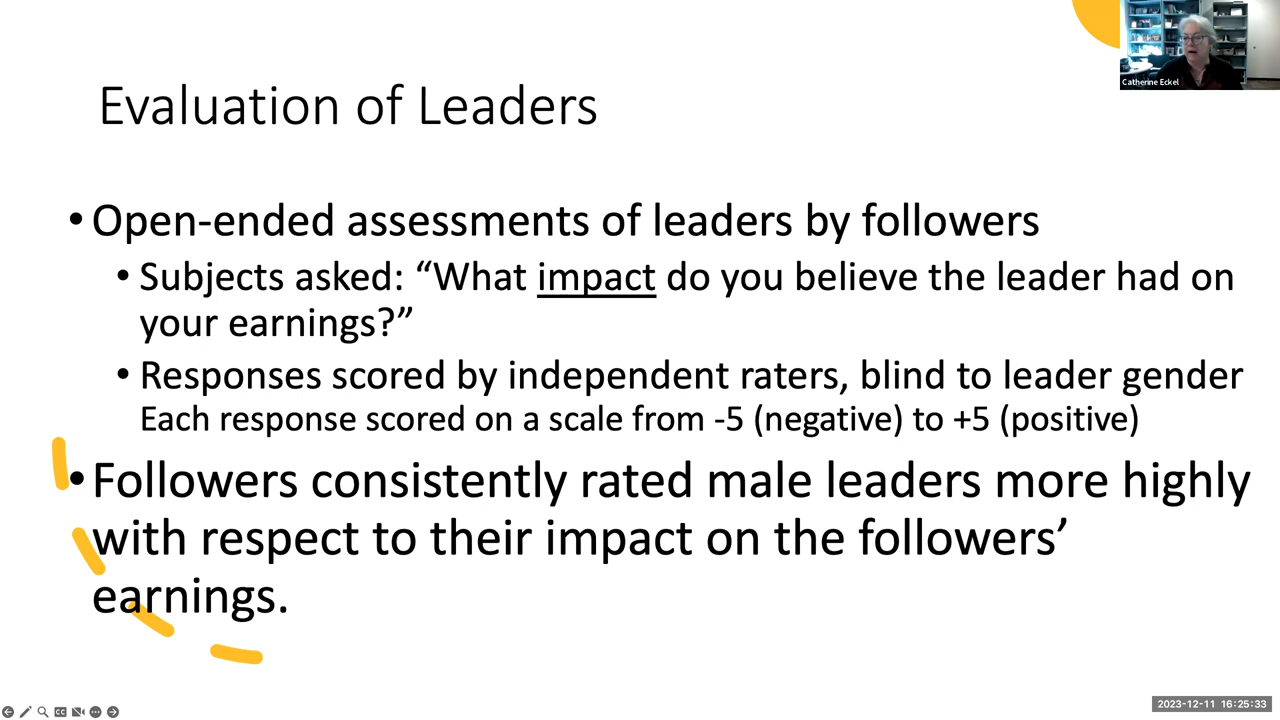 Catherine Eckel
Evaluation of Leaders
• Open-ended assessments of leaders by followers
• Subjects asked: “What impact do you believe the leader had on
your earnings?”
• Responses scored by independent raters, blind to leader gender
Each response scored on a scale from -5 (negative) to +5 (positive)
• Followers consistently rated male leaders more highly
with respect to their impact on the followers’
earnings.
2023-12-11 16:25:33